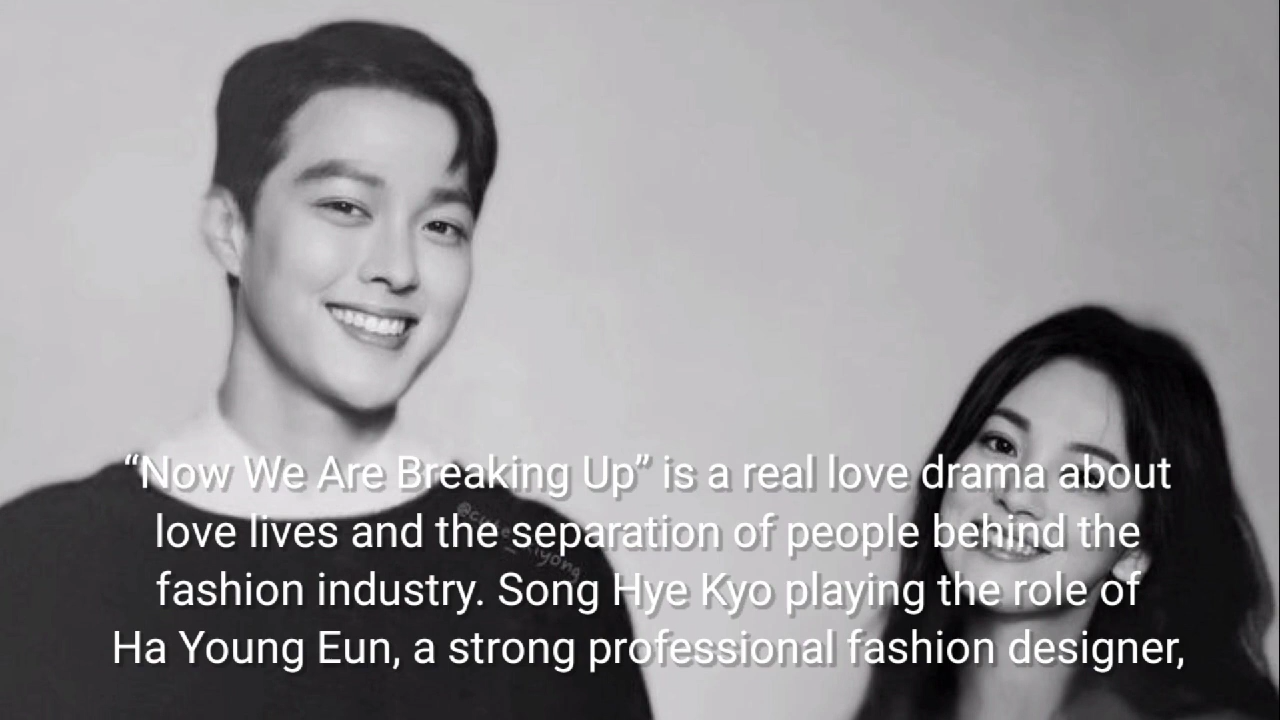 “Now We Are Breaking Up” is a real love drama about
love lives and the separation of people behind the
fashion industry. Song Hye Kyo playing the role of
Ha Young Eun, a strong professional fashion designer,